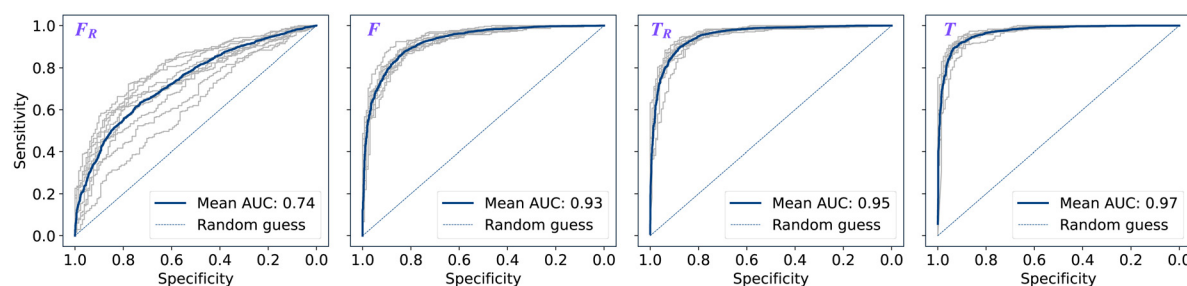 F_R
1.0
0.8
0.6
0.4
0.2
0.0
Sensitivity
Mean AUC: 0.74
Random guess
1.0 0.8 0.6 0.4 0.2 0.0
Specificity
F
Mean AUC: 0.93
Random guess
1.0 0.8 0.6 0.4 0.2 0.0
Specificity
T_R
Mean AUC: 0.95
Random guess
1.0 0.8 0.6 0.4 0.2 0.0
Specificity
T
Mean AUC: 0.97
Random guess
1.0 0.8 0.6 0.4 0.2 0.0
Specificity